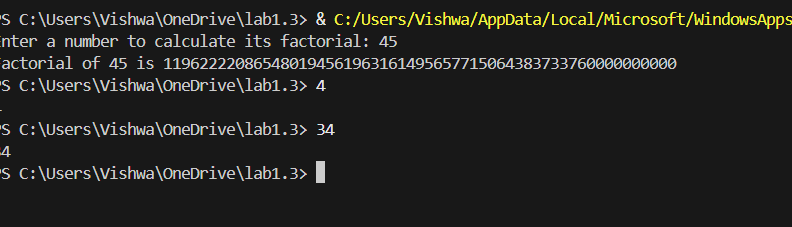 PS C:\Users\Vishwa\OneDrive\lab1.3> & C:/Users/Vishwa/AppData/Local/Microsoft/WindowsApps
Enter a number to calculate its factorial: 45
Factorial of 45 is 119622220865480194561963161495657715064383733760000000000
PS C:\Users\Vishwa\OneDrive\lab1.3> 4
4
PS C:\Users\Vishwa\OneDrive\lab1.3> 34
34
PS C:\Users\Vishwa\OneDrive\lab1.3>